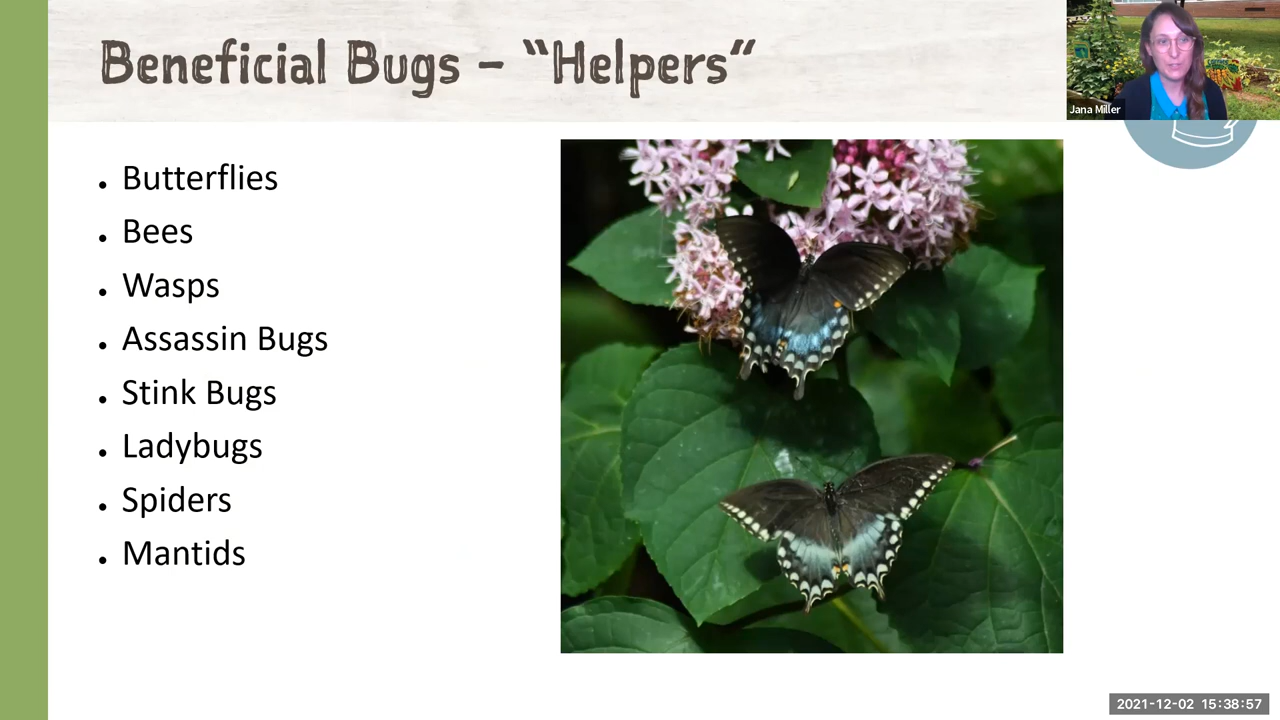 Beneficial Bugs – “Helpers”
Jana Miller
• Butterflies
• Bees
• Wasps
• Assassin Bugs
• Stink Bugs
• Ladybugs
• Spiders
• Mantids
2021-12-02 15:38:57